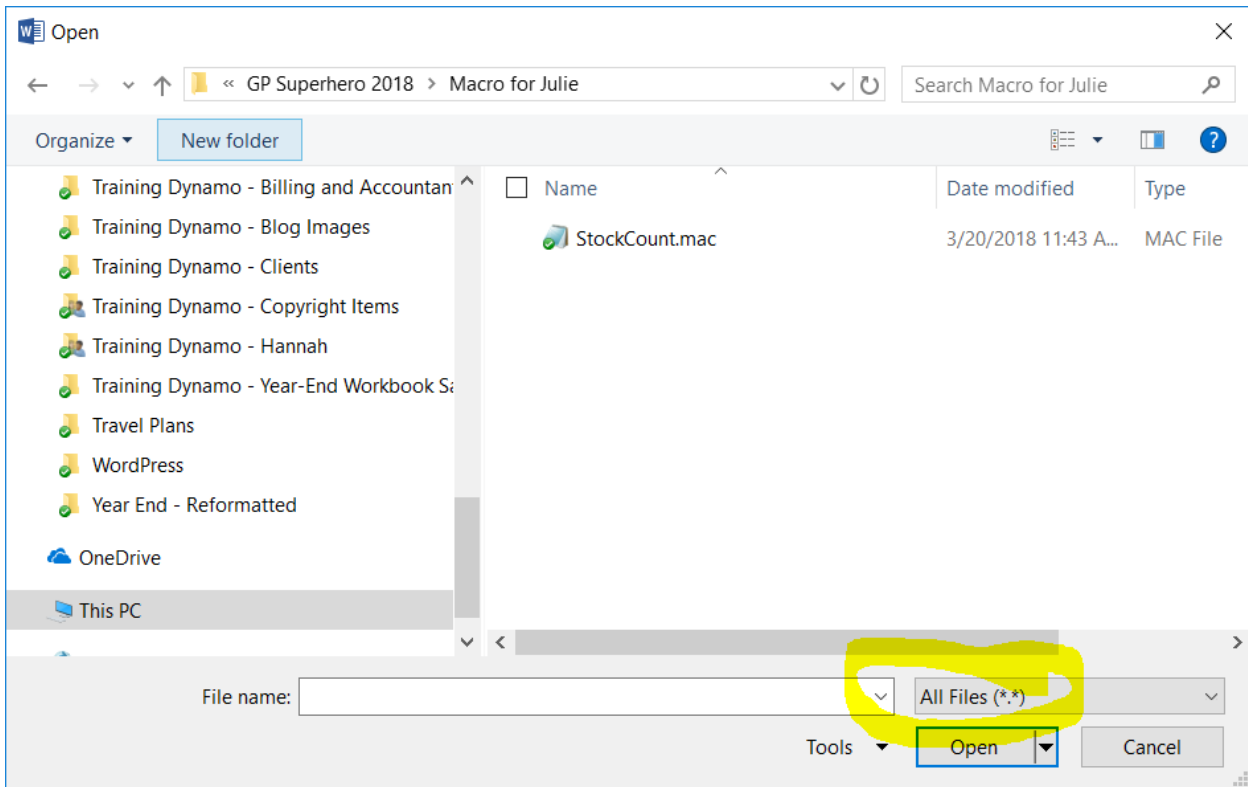 Open
« GP Superhero 2018 > Macro for Julie
Search Macro for Julie
Organize
New folder
Training Dynamo - Billing and Accountan
Training Dynamo - Blog Images
Training Dynamo - Clients
Training Dynamo - Copyright Items
Training Dynamo - Hannah
Training Dynamo - Year-End Workbook Sa
Travel Plans
WordPress
Year End - Reformatted
OneDrive
This PC
Name Date modified Type
StockCount.mac 3/20/2018 11:43 A... MAC File
File name:
All Files (*.*)
Tools Open Cancel